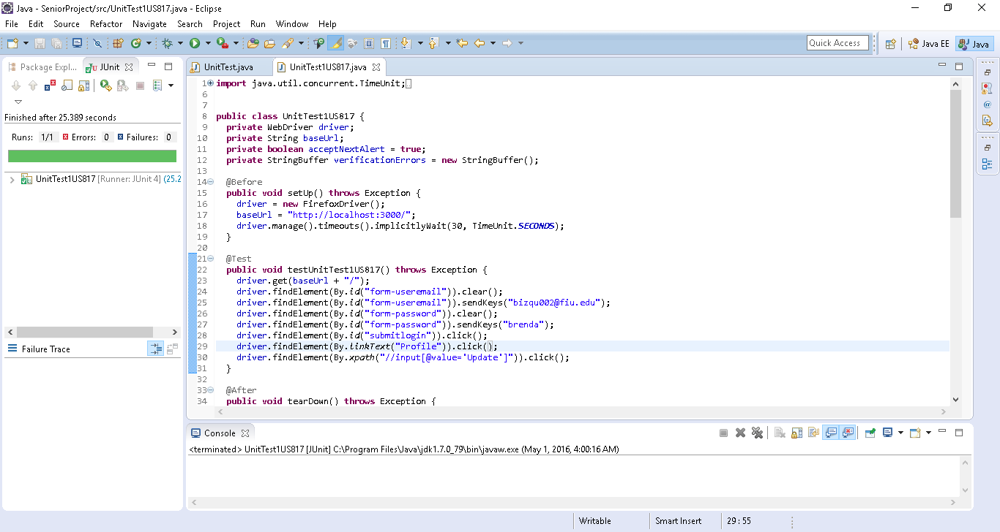 Java - SeniorProject/src/UnitTest1US817.java - Eclipse
File Edit Source Refactor Navigate Search Project Run Window Help
Quick Access
Java EE
Java
Package Expl...
JUnit
Finished after 25.389 seconds
Runs: 1/1 Errors: 0 Failures: 0
UnitTest1US817 [Runner: JUnit 4] (25.2
Failure Trace
UnitTest.java UnitTest1US817.java
1 import java.util.concurrent.TimeUnit;
6
7
8 public class UnitTest1US817 {
9 private WebDriver driver;
10 private String baseUrl;
11 private boolean acceptNextAlert = true;
12 private StringBuffer verificationErrors = new StringBuffer();
13
14 @Before
15 public void setUp() throws Exception {
16 driver = new FirefoxDriver();
17 baseUrl = "http://localhost:3000/";
18 driver.manage().timeouts().implicitlyWait(30, TimeUnit.SECONDS);
19 }
20
21 @Test
22 public void testUnitTest1US817() throws Exception {
23 driver.get(baseUrl + "/");
24 driver.findElement(By.id("form-useremail")).clear();
25 driver.findElement(By.id("form-useremail")).sendKeys("bizqu002@fiu.edu");
26 driver.findElement(By.id("form-password")).clear();
27 driver.findElement(By.id("form-password")).sendKeys("brenda");
28 driver.findElement(By.id("submitlogin")).click();
29 driver.findElement(By.linkText("Profile")).click();
30 driver.findElement(By.xpath("//input[@value='Update']")).click();
31 }
32
33 @After
34 public void tearDown() throws Exception {
Console
<terminated> UnitTest1US817 [JUnit] C:\Program Files\Java\jdk1.7.0_79\bin\javaw.exe (May 1, 2016, 4:00:16 AM)
Writable Smart Insert 29 : 55